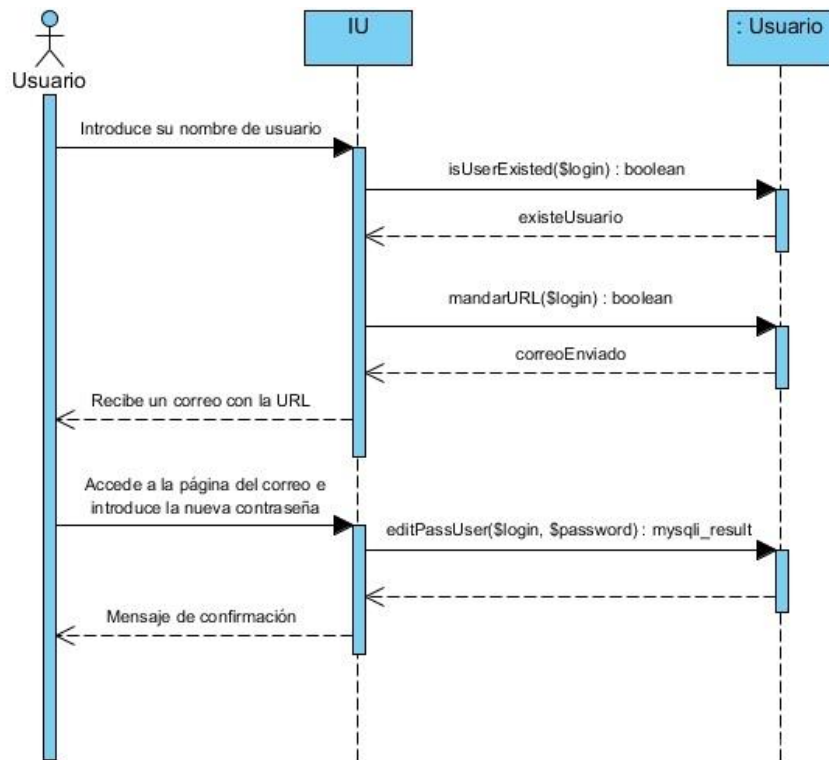 IU
: Usuario
Usuario
Introduce su nombre de usuario
isUserExisted($login) : boolean
existeUsuario
mandarURL($login) : boolean
correoEnviado
Recibe un correo con la URL
Accede a la página del correo e
introduce la nueva contraseña
editPassUser($login, $password) : mysqli_result
Mensaje de confirmación